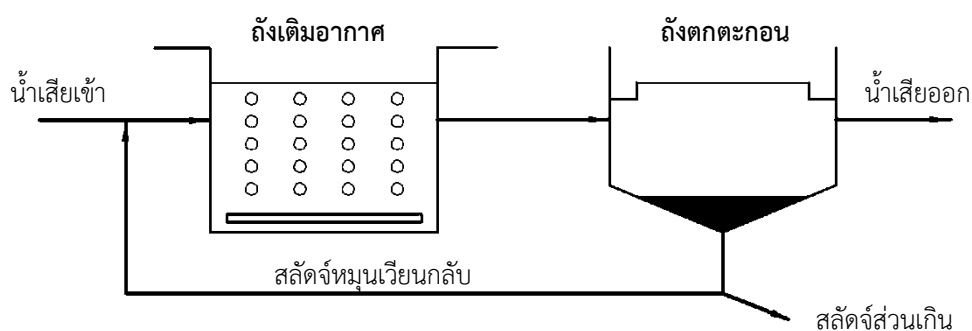 ถังเติมอากาศ
ถังตกตะกอน
น้ำเสียเข้า
น้ำเสียออก
สลัดจ์หมุนเวียนกลับ
สลัดจ์ส่วนเกิน